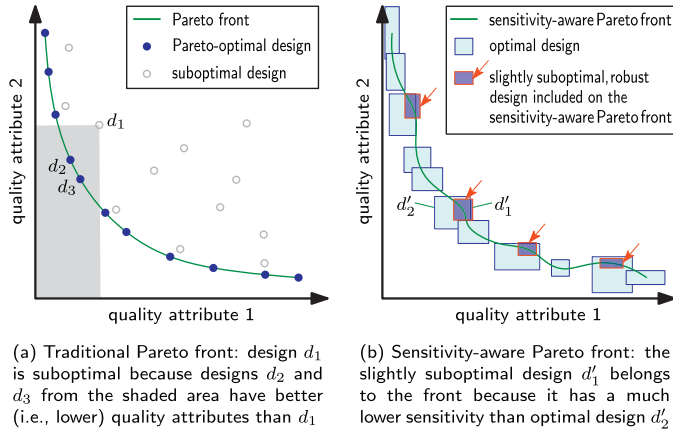 Pareto front
Pareto-optimal design
suboptimal design
quality attribute 2
d₁
d₂
d₃
quality attribute 1
(a) Traditional Pareto front: design d₁
is suboptimal because designs d₂ and
d₃ from the shaded area have better
(i.e., lower) quality attributes than d₁
sensitivity-aware Pareto front
optimal design
slightly suboptimal, robust
design included on the
sensitivity-aware Pareto front
quality attribute 2
d′₂
d′₁
quality attribute 1
(b) Sensitivity-aware Pareto front: the
slightly suboptimal design d′₁ belongs
to the front because it has a much
lower sensitivity than optimal design d′₂